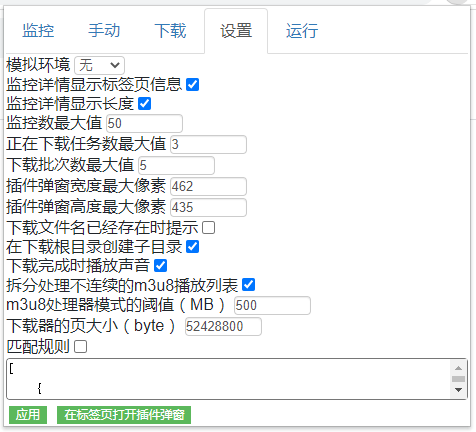 监控 手动 下载 设置 运行
模拟环境 无
监控详情显示标签页信息
监控详情显示长度
监控数最大值 50
正在下载任务数最大值 3
下载批次数最大值 5
插件弹窗宽度最大像素 462
插件弹窗高度最大像素 435
下载文件名已经存在时提示
在下载根目录创建子目录
下载完成时播放声音
拆分处理不连续的m3u8播放列表
m3u8处理器模式的阈值（MB） 500
下载器的页大小（byte） 52428800
匹配规则
[
{
应用 在标签页打开插件弹窗